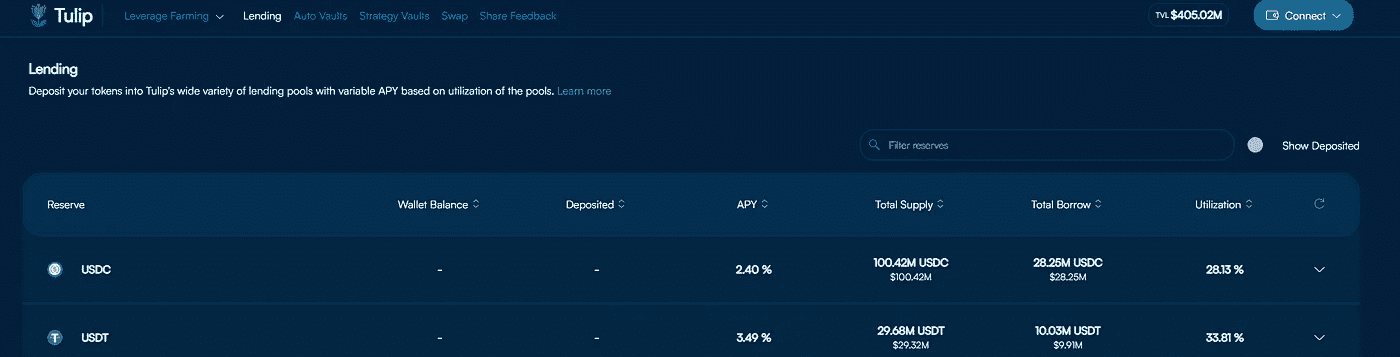 Tulip Leverage Farming Lending Auto Vaults Strategy Vaults Swap Share Feedback TVL $405.02M Connect
Lending
Deposit your tokens into Tulip's wide variety of lending pools with variable APY based on utilization of the pools. Learn more
Filter reserves Show Deposited
Reserve Wallet Balance Deposited APY Total Supply Total Borrow Utilization
USDC - - 2.40 % 100.42M USDC 28.25M USDC 28.13 %
$100.42M $28.25M
USDT - - 3.49 % 29.68M USDT 10.03M USDT 33.81 %
$29.32M $9.91M